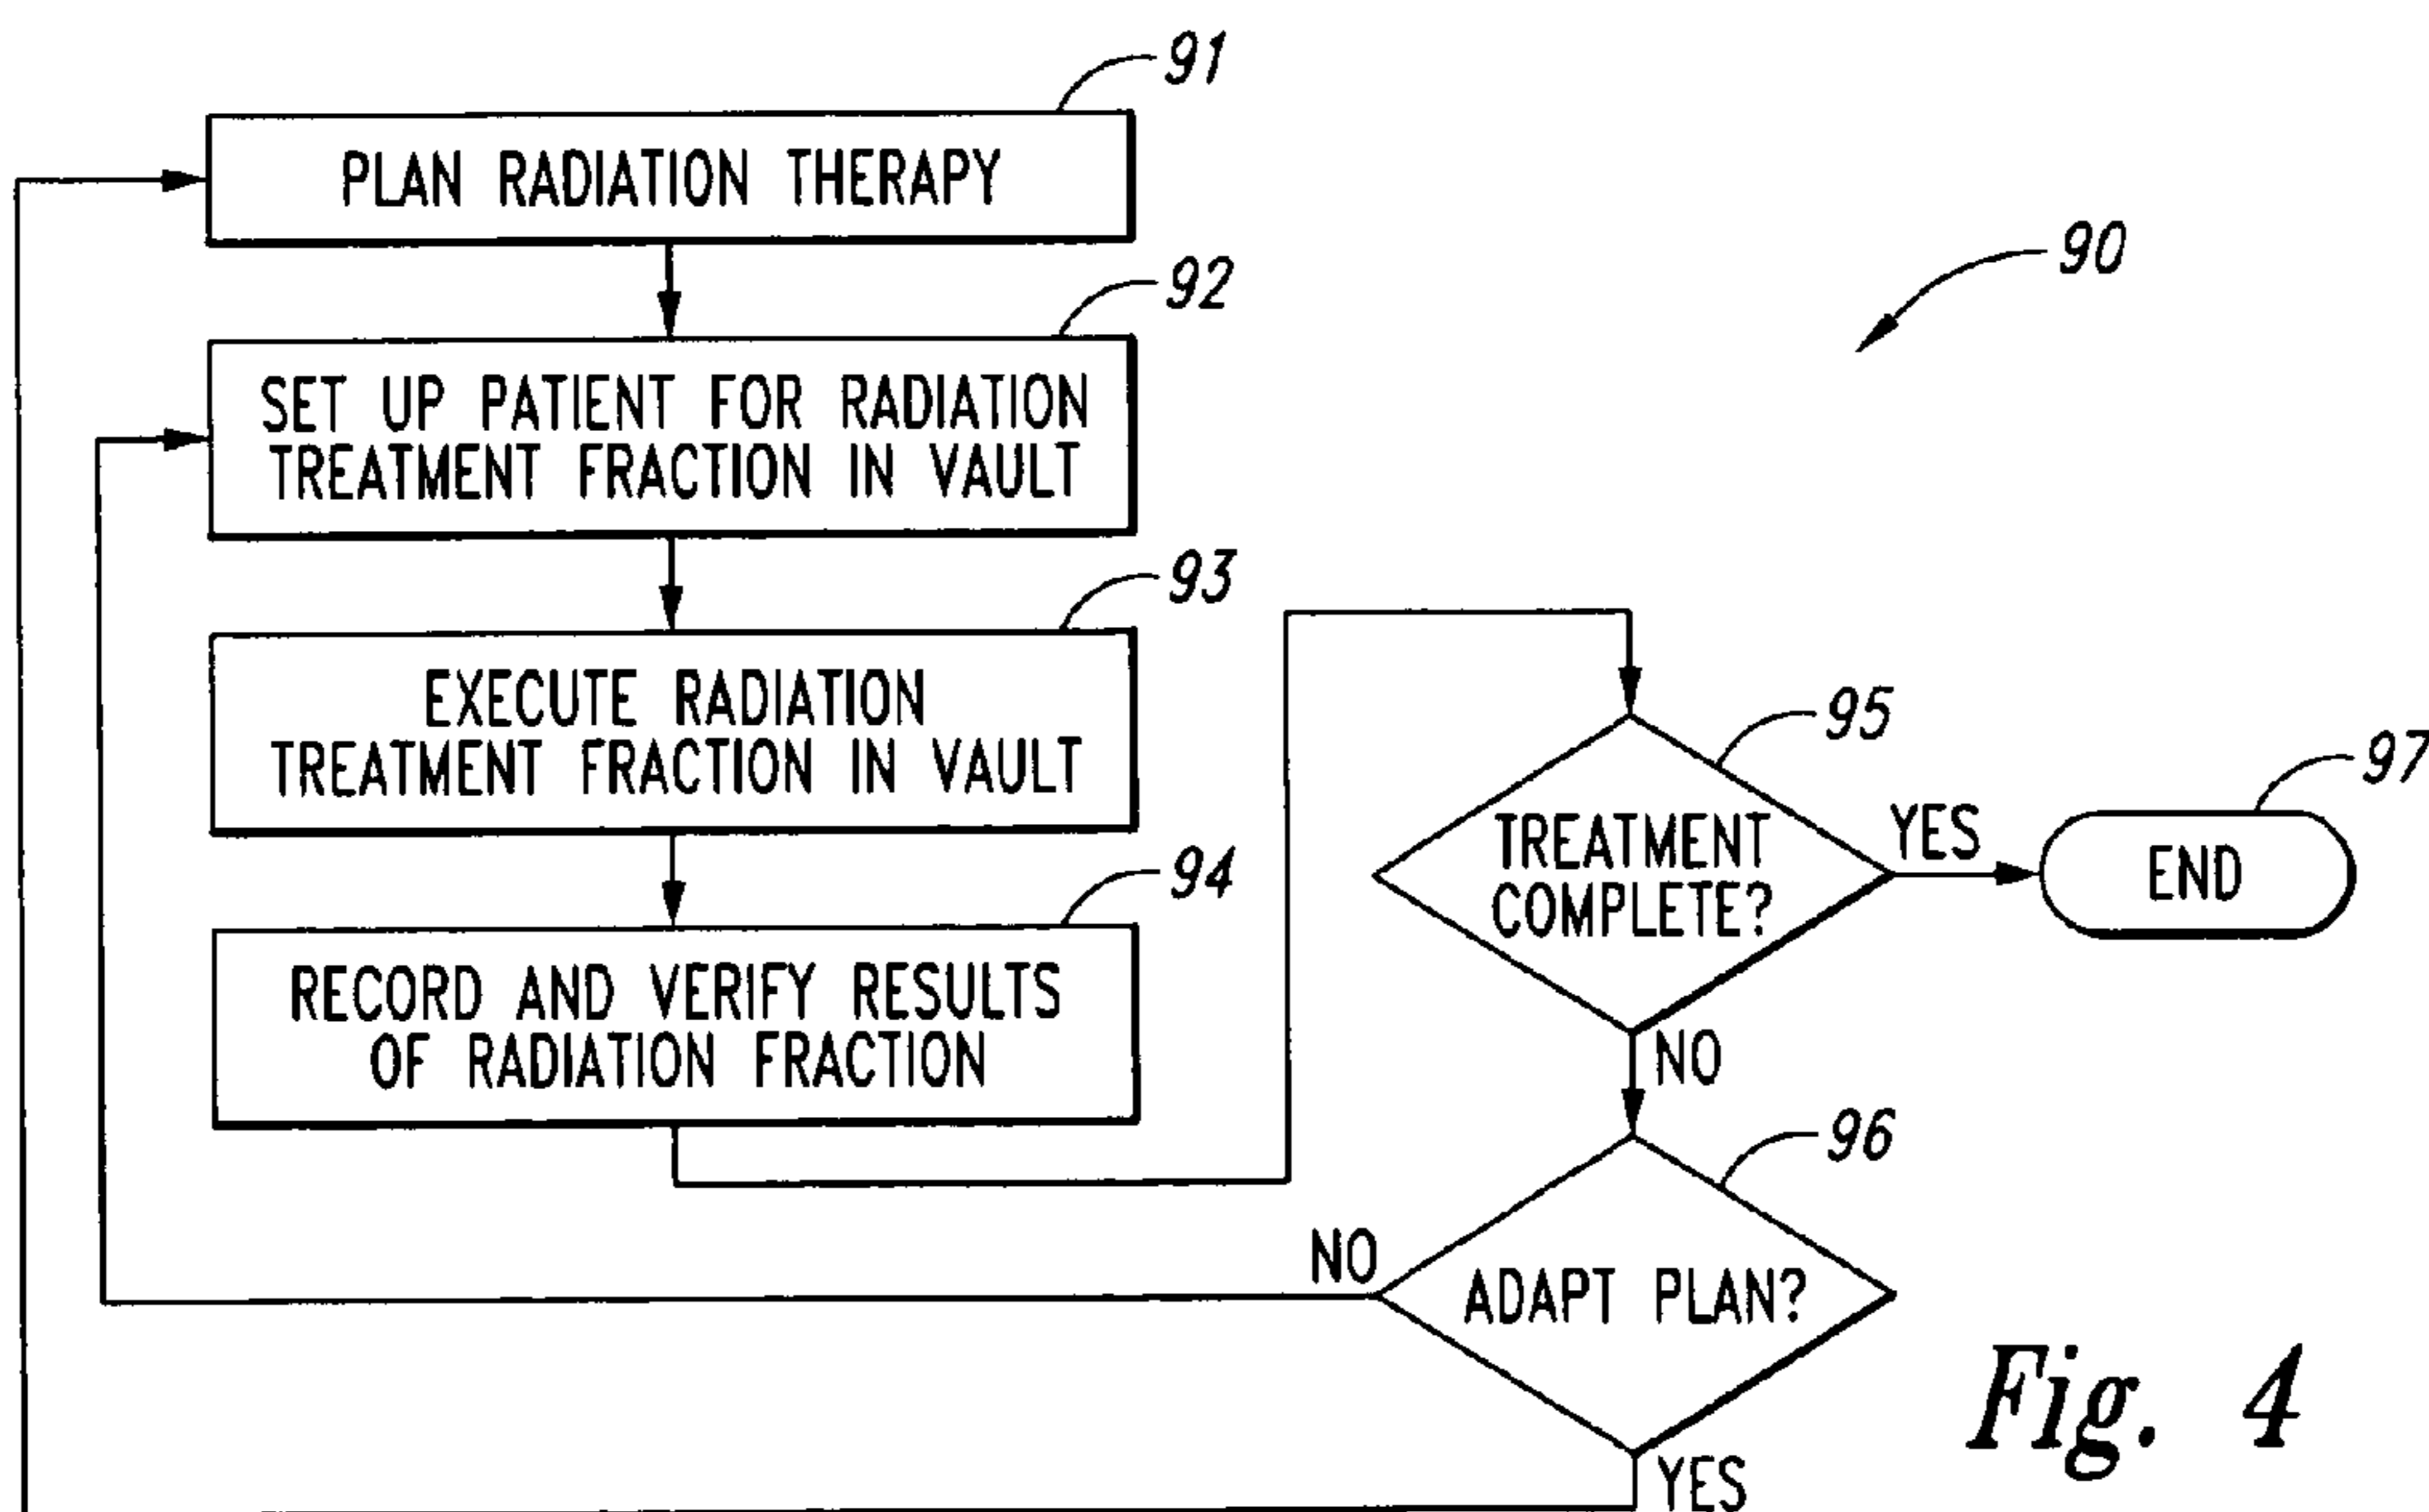 91
PLAN RADIATION THERAPY
90
92
SET UP PATIENT FOR RADIATION
TREATMENT FRACTION IN VAULT
93
EXECUTE RADIATION
TREATMENT FRACTION IN VAULT
94
RECORD AND VERIFY RESULTS
OF RADIATION FRACTION
95
TREATMENT
COMPLETE?
YES
97
END
NO
96
ADAPT PLAN?
NO
YES
Fig. 4